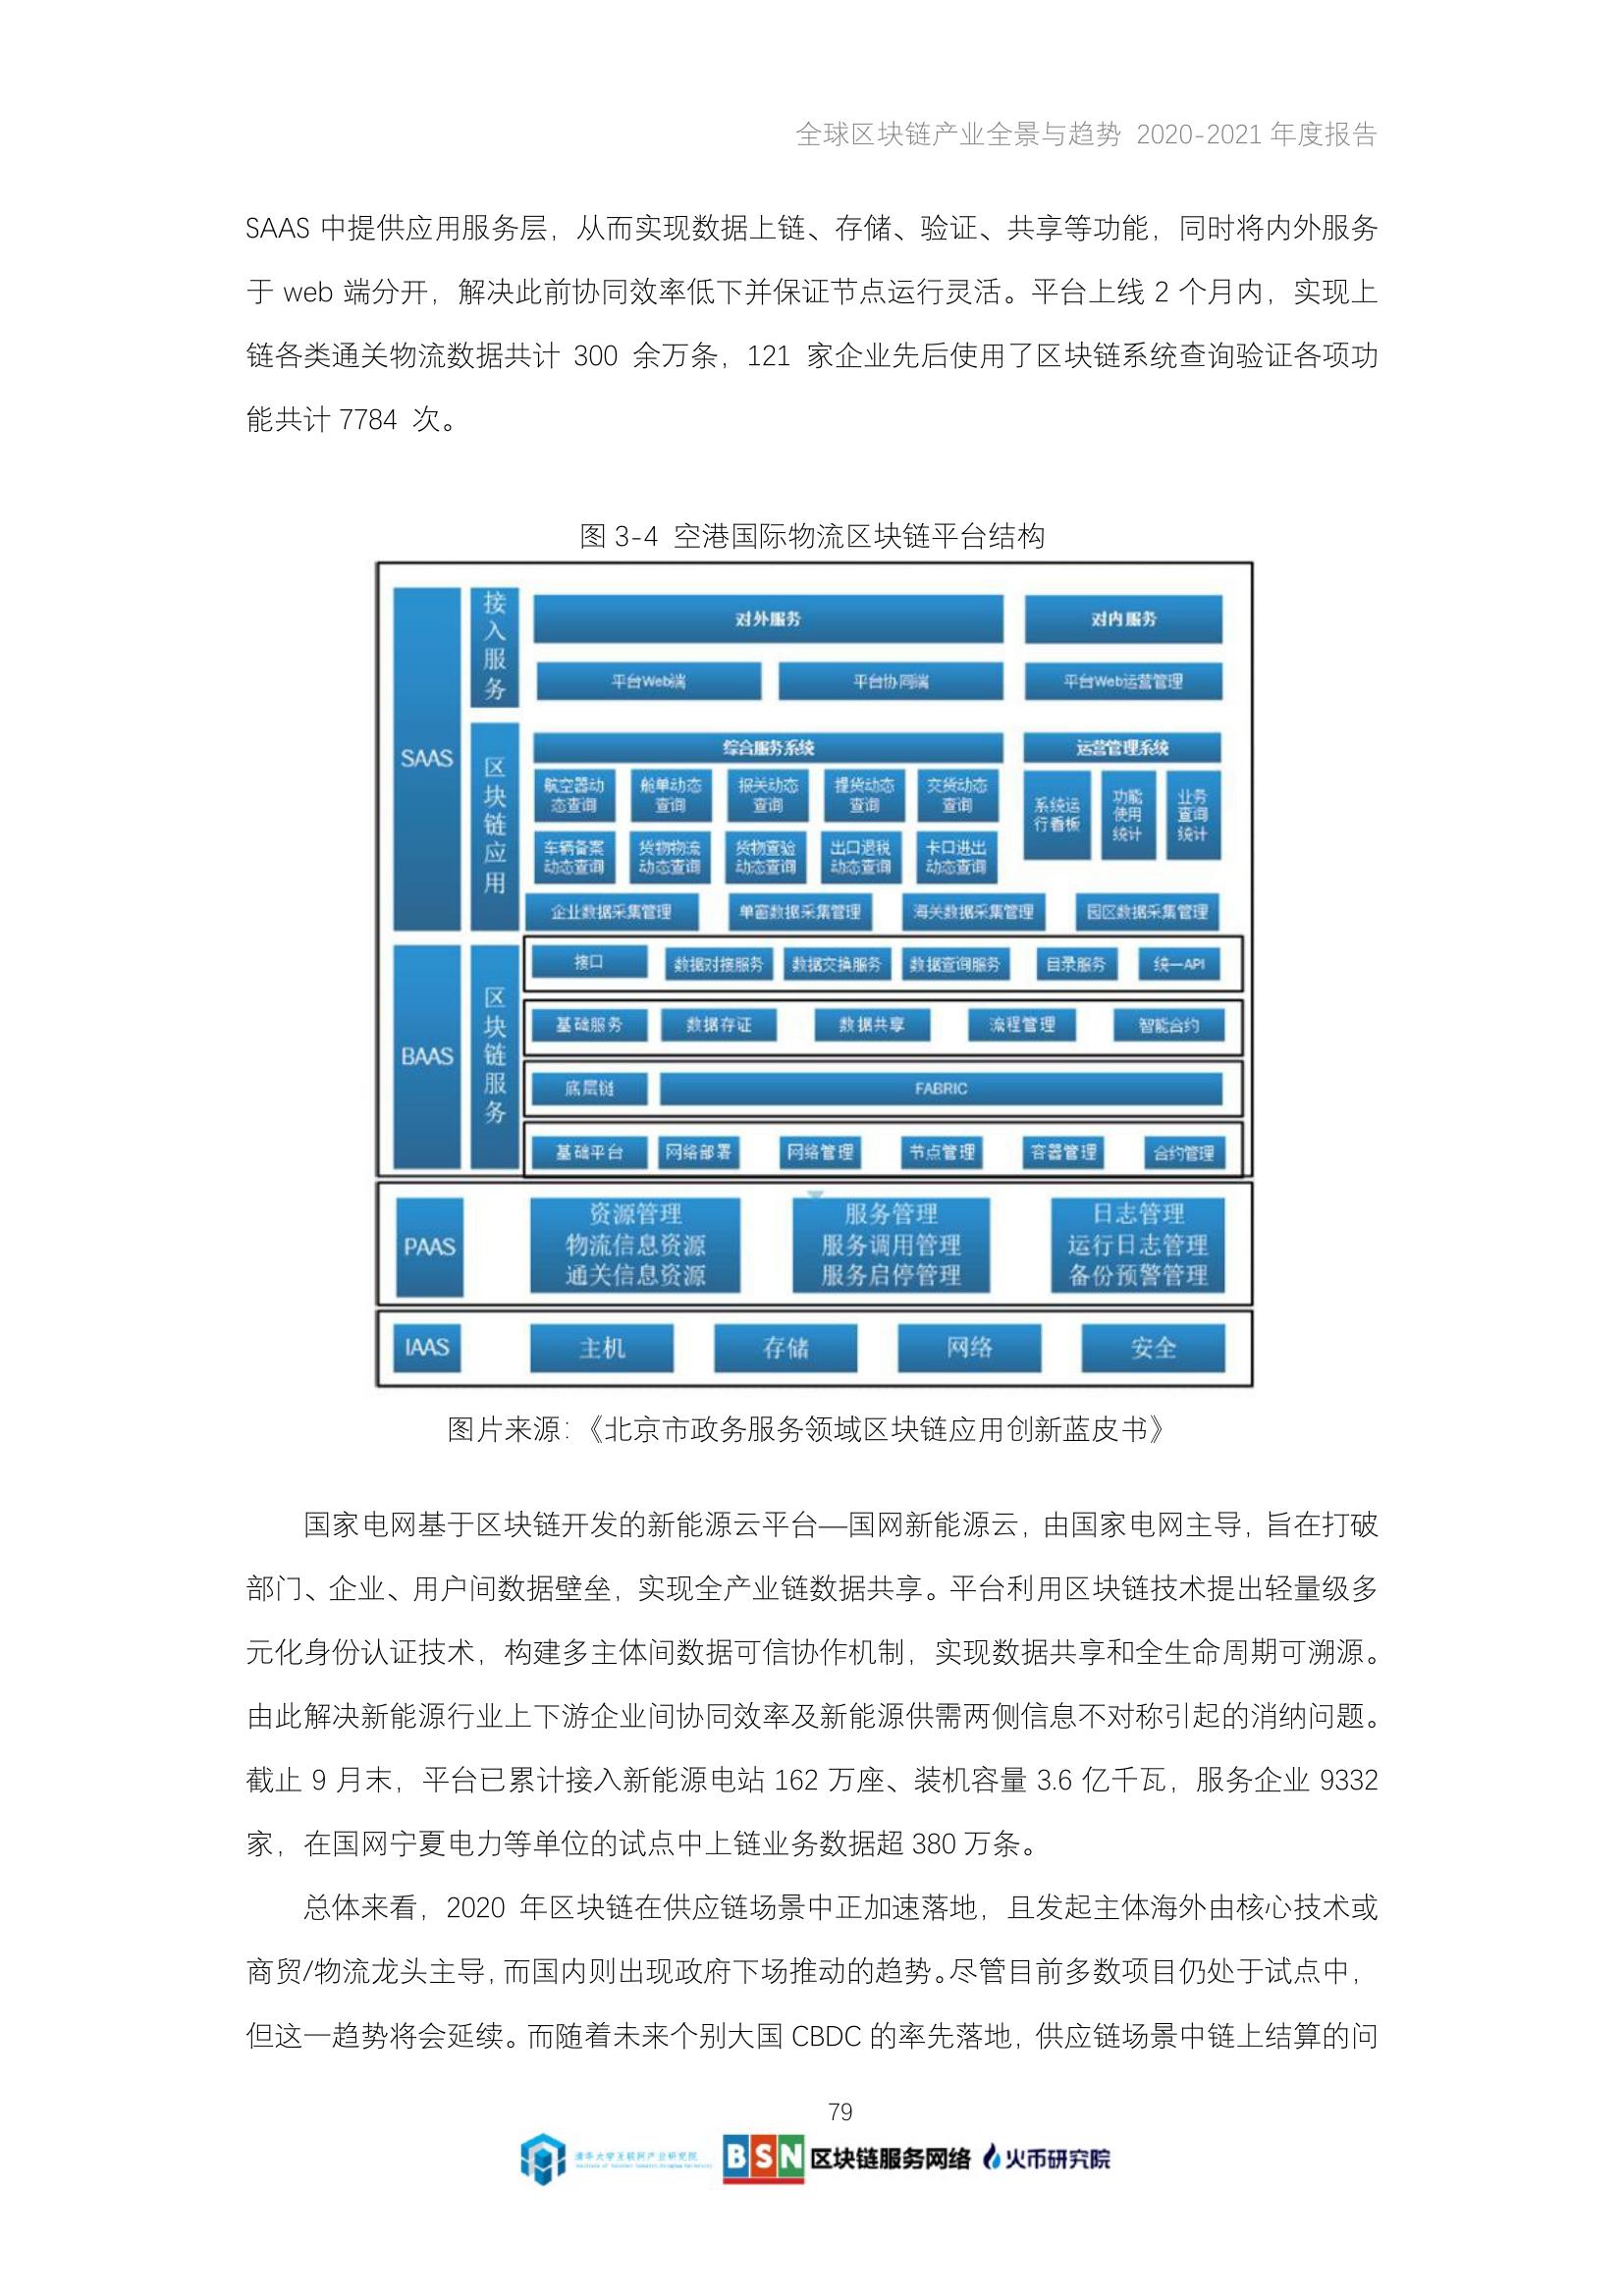 全球区块链产业全景与趋势 2020-2021 年度报告
SAAS 中提供应用服务层，从而实现数据上链、存储、验证、共享等功能，同时将内外服务
于 web 端分开，解决此前协同效率低下并保证节点运行灵活。平台上线 2 个月内，实现上
链各类通关物流数据共计 300 余万条，121 家企业先后使用了区块链系统查询验证各项功
能共计 7784 次。
图 3-4 空港国际物流区块链平台结构
SAAS
接入服务
对外服务 对内服务
平台Web端 平台协同端 平台Web运营管理
区块链应用
综合服务系统 运营管理系统
航空器动态查询 舱单动态查询 报关动态查询 提货动态查询 交货动态查询
系统运行看板 功能使用统计 业务查询统计
车辆备案动态查询 货物物流动态查询 货物查验动态查询 出口退税动态查询 卡口进出动态查询
企业数据采集管理 单窗数据采集管理 海关数据采集管理 园区数据采集管理
BAAS
区块链服务
接口 数据对接服务 数据交换服务 数据查询服务 目录服务 统一API
基础服务 数据存证 数据共享 流程管理 智能合约
底层链 FABRIC
基础平台 网络部署 网络管理 节点管理 容器管理 合约管理
PAAS
资源管理 服务管理 日志管理
物流信息资源 服务调用管理 运行日志管理
通关信息资源 服务启停管理 备份预警管理
IAAS 主机 存储 网络 安全
图片来源：《北京市政务服务领域区块链应用创新蓝皮书》
国家电网基于区块链开发的新能源云平台—国网新能源云，由国家电网主导，旨在打破
部门、企业、用户间数据壁垒，实现全产业链数据共享。平台利用区块链技术提出轻量级多
元化身份认证技术，构建多主体间数据可信协作机制，实现数据共享和全生命周期可溯源。
由此解决新能源行业上下游企业间协同效率及新能源供需两侧信息不对称引起的消纳问题。
截止 9 月末，平台已累计接入新能源电站 162 万座、装机容量 3.6 亿千瓦，服务企业 9332
家，在国网宁夏电力等单位的试点中上链业务数据超 380 万条。
总体来看，2020 年区块链在供应链场景中正加速落地，且发起主体海外由核心技术或
商贸/物流龙头主导，而国内则出现政府下场推动的趋势。尽管目前多数项目仍处于试点中，
但这一趋势将会延续。而随着未来个别大国 CBDC 的率先落地，供应链场景中链上结算的问
79
清华大学互联网产业研究院
BSN 区块链服务网络 火币研究院